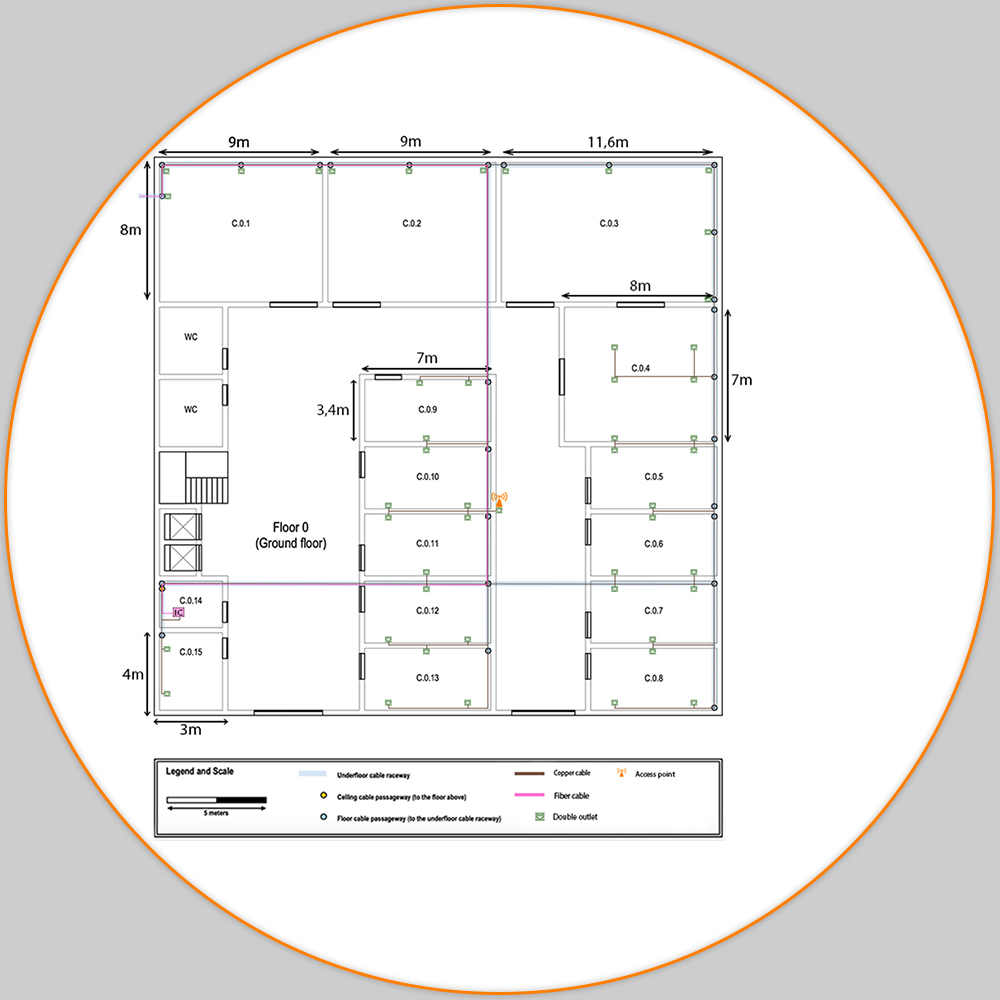 9m
9m
11,6m
8m
C.0.1
C.0.2
C.0.3
8m
WC
C.0.4
7m
7m
3,4m
WC
C.0.9
C.0.10
C.0.5
Floor 0
(Ground floor)
C.0.11
C.0.6
C.0.14
IC
C.0.12
C.0.7
C.0.15
4m
C.0.13
C.0.8
3m
Legend and Scale
5 meters
Underfloor cable raceway
Ceiling cable passageway (to the floor above)
Floor cable passageway (to the underfloor cable raceway)
Copper cable
Fiber cable
Double outlet
Access point